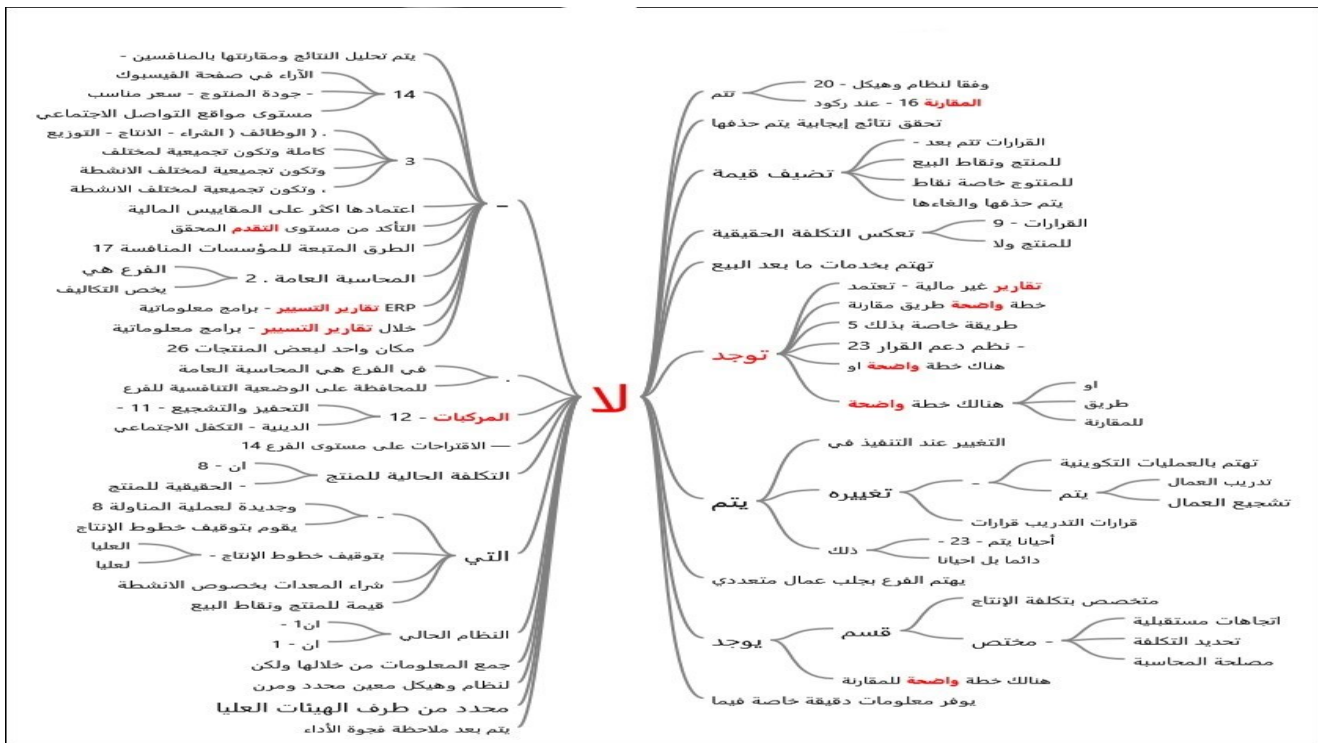 وفقا لنظام وهيكل - 20
تتم
المقارنة 16 - عند ركود
تحقق نتائج إيجابية يتم حذفها
القرارات تتم بعد -
للمنتج ونقاط البيع
تضيف قيمة
للمنتوج خاصة نقاط
يتم حذفها والغاءها
القرارات - 9
تعكس التكلفة الحقيقية
للمنتج ولا
تهتم بخدمات ما بعد البيع
تقارير غير مالية - تعتمد
خطة واضحة طريق مقارنة
طريقة خاصة بذلك 5
توجد
- نظم دعم القرار 23
هناك خطة واضحة او
او
هنالك خطة واضحة
طريق
للمقارنة
لا
التغيير عند التنفيذ في
يتم
تغييره
-
تهتم بالعمليات التكوينية
يتم
تدريب العمال
تشجيع العمال
قرارات التدريب قرارات
ذلك
أحيانا يتم - 23 -
دائما بل احيانا
يهتم الفرع بجلب عمال متعددي
يوجد
قسم
متخصص بتكلفة الإنتاج
- مختص
اتجاهات مستقبلية
تحديد التكلفة
مصلحة المحاسبة
هنالك خطة واضحة للمقارنة
يوفر معلومات دقيقة خاصة فيما
-
يتم تحليل النتائج ومقارنتها بالمنافسين -
14
الآراء في صفحة الفيسبوك
- جودة المنتوج - سعر مناسب
مستوى مواقع التواصل الاجتماعي
3
. ( الوظائف ( الشراء - الانتاج - التوزيع
كاملة وتكون تجميعية لمختلف
وتكون تجميعية لمختلف الانشطة
، وتكون تجميعية لمختلف الانشطة
اعتمادها اكثر على المقاييس المالية
التأكد من مستوى التقدم المحقق
الطرق المتبعة للمؤسسات المنافسة 17
المحاسبة العامة . 2
الفرع هي
يخص التكاليف
ERP تقارير التسيير - برامج معلوماتية
خلال تقارير التسيير - برامج معلوماتية
مكان واحد لبعض المنتجات 26
.
في الفرع هي المحاسبة العامة
للمحافظة على الوضعية التنافسية للفرع
المركبات - 12
التحفيز والتشجيع - 11 -
الدينية - التكفل الاجتماعي
— الاقتراحات على مستوى الفرع 14
التكلفة الحالية للمنتج
ان - 8
- الحقيقية للمنتج
التي
-
وجديدة لعملية المناولة 8
يقوم بتوقيف خطوط الإنتاج
بتوقيف خطوط الإنتاج -
العليا
لعليا
شراء المعدات بخصوص الانشطة
قيمة للمنتج ونقاط البيع
النظام الحالي
ان1 -
ان - 1
جمع المعلومات من خلالها ولكن
لنظام وهيكل معين محدد ومرن
محدد من طرف الهيئات العليا
يتم بعد ملاحظة فجوة الأداء